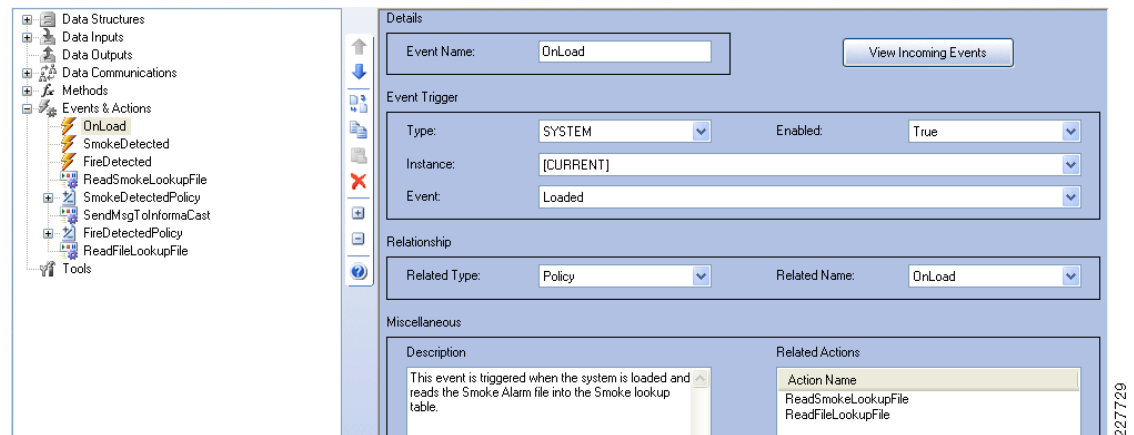 Data Structures
Data Inputs
Data Outputs
Data Communications
Methods
Events & Actions
OnLoad
SmokeDetected
FireDetected
ReadSmokeLookupFile
SmokeDetectedPolicy
SendMsgToInformaCast
FireDetectedPolicy
ReadFileLookupFile
Tools
Details
Event Name: OnLoad
View Incoming Events
Event Trigger
Type: SYSTEM Enabled: True
Instance: [CURRENT]
Event: Loaded
Relationship
Related Type: Policy Related Name: OnLoad
Miscellaneous
Description
This event is triggered when the system is loaded and
reads the Smoke Alarm file into the Smoke lookup
table.
Related Actions
Action Name
ReadSmokeLookupFile
ReadFileLookupFile
227729